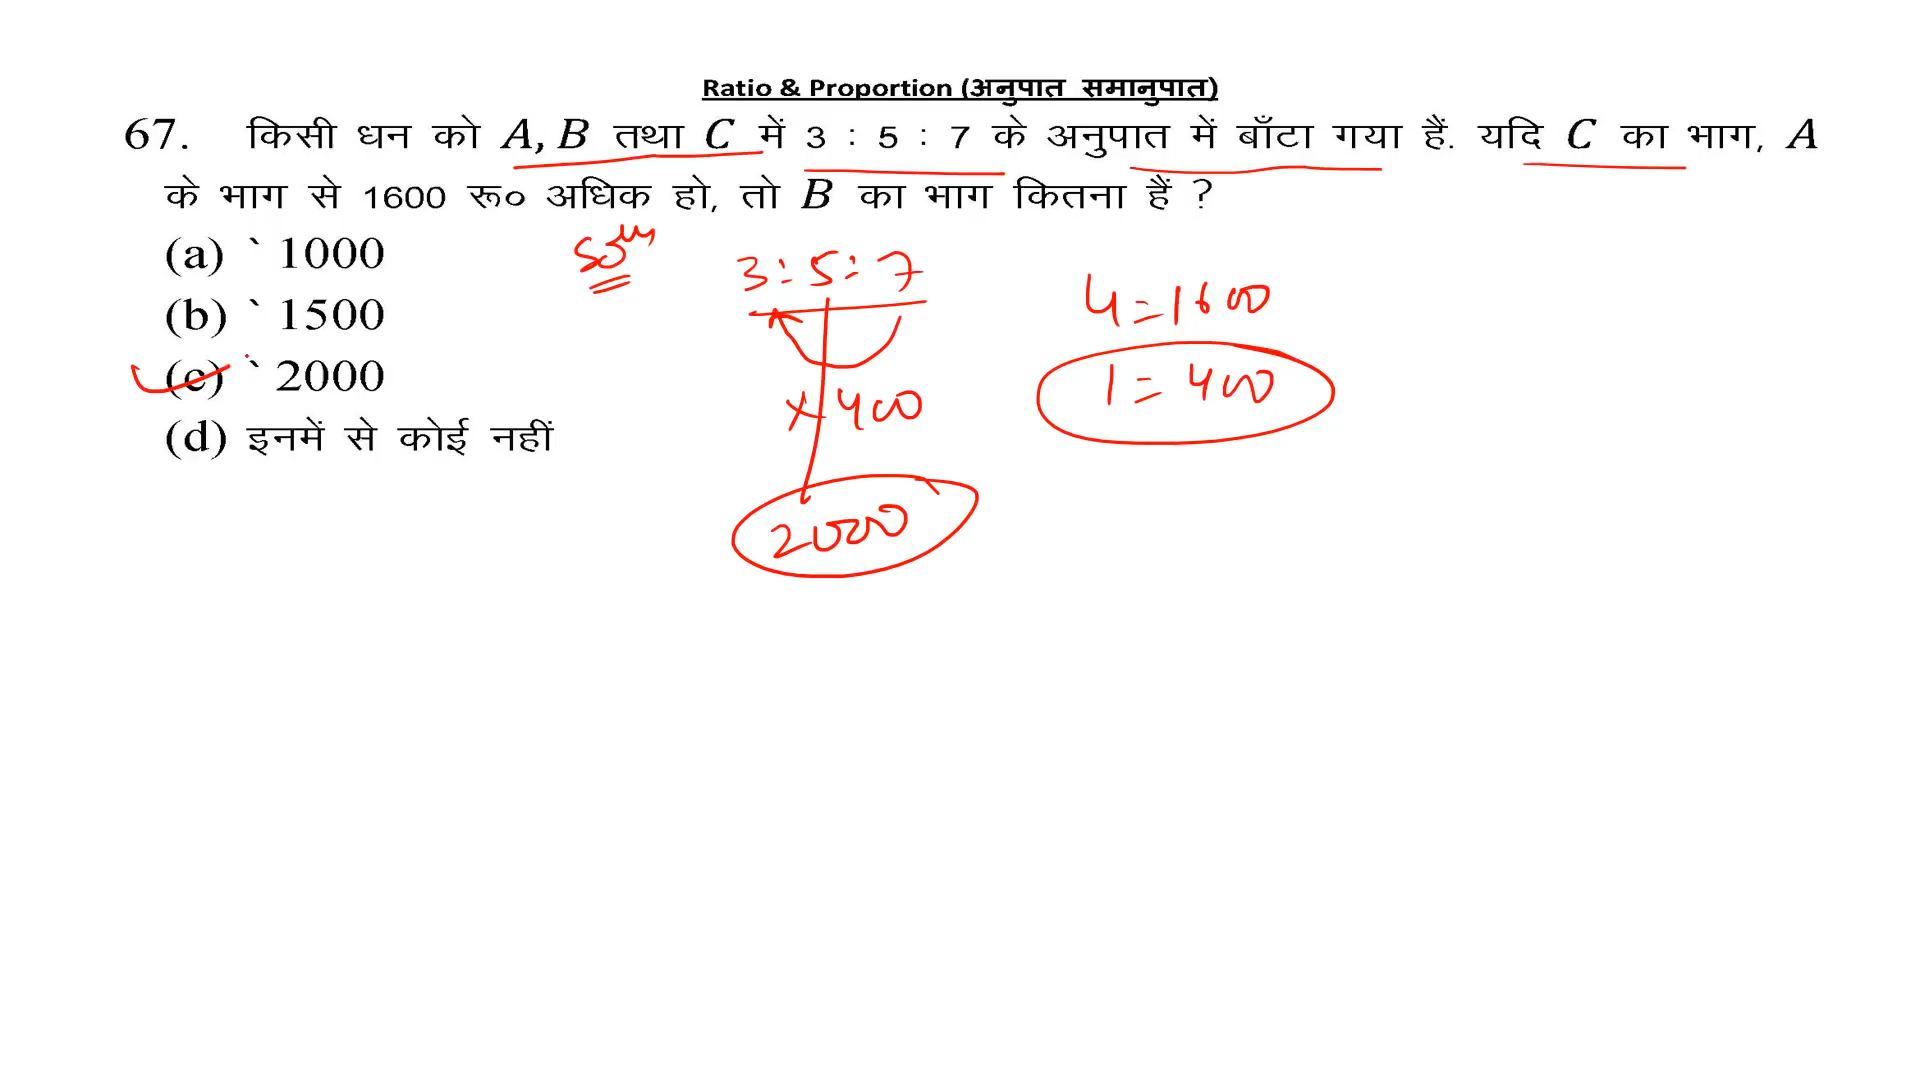 Ratio & Proportion (अनुपात समानुपात)
67. किसी धन को A, B तथा C में 3 : 5 : 7 के अनुपात में बाँटा गया हैं. यदि C का भाग, A
के भाग से 1600 रू० अधिक हो, तो B का भाग कितना हैं ?
(a) ` 1000
(b) ` 1500
(c) ` 2000
(d) इनमें से कोई नहीं
Soln
3 : 5 : 7
× 400
2000
4 = 1600
1 = 400